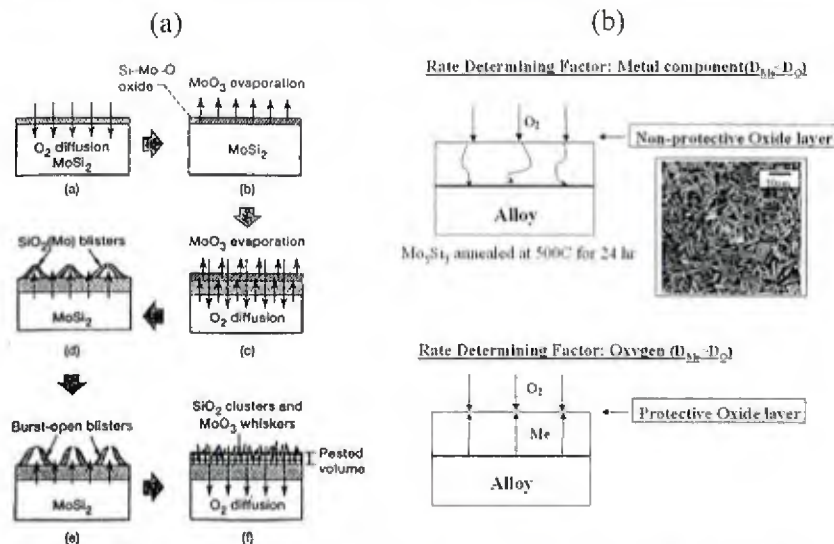 (a)
Si-Mo-O
oxide
MoO3 evaporation
O2 diffusion
MoSi2
(a)
MoSi2
(b)
SiO2(Mo) blisters
MoSi2
(d)
MoO3 evaporation
O2 diffusion
(c)
Burst-open blisters
MoSi2
(e)
SiO2 clusters and
MoO3 whiskers
Pested
volume
O2 diffusion
(f)
(b)
Rate Determining Factor: Metal component
O2
Non-protective Oxide layer
Alloy
annealed at 500C for 24 hr
Rate Determining Factor: Oxygen
O2
Protective Oxide layer
Me
Alloy